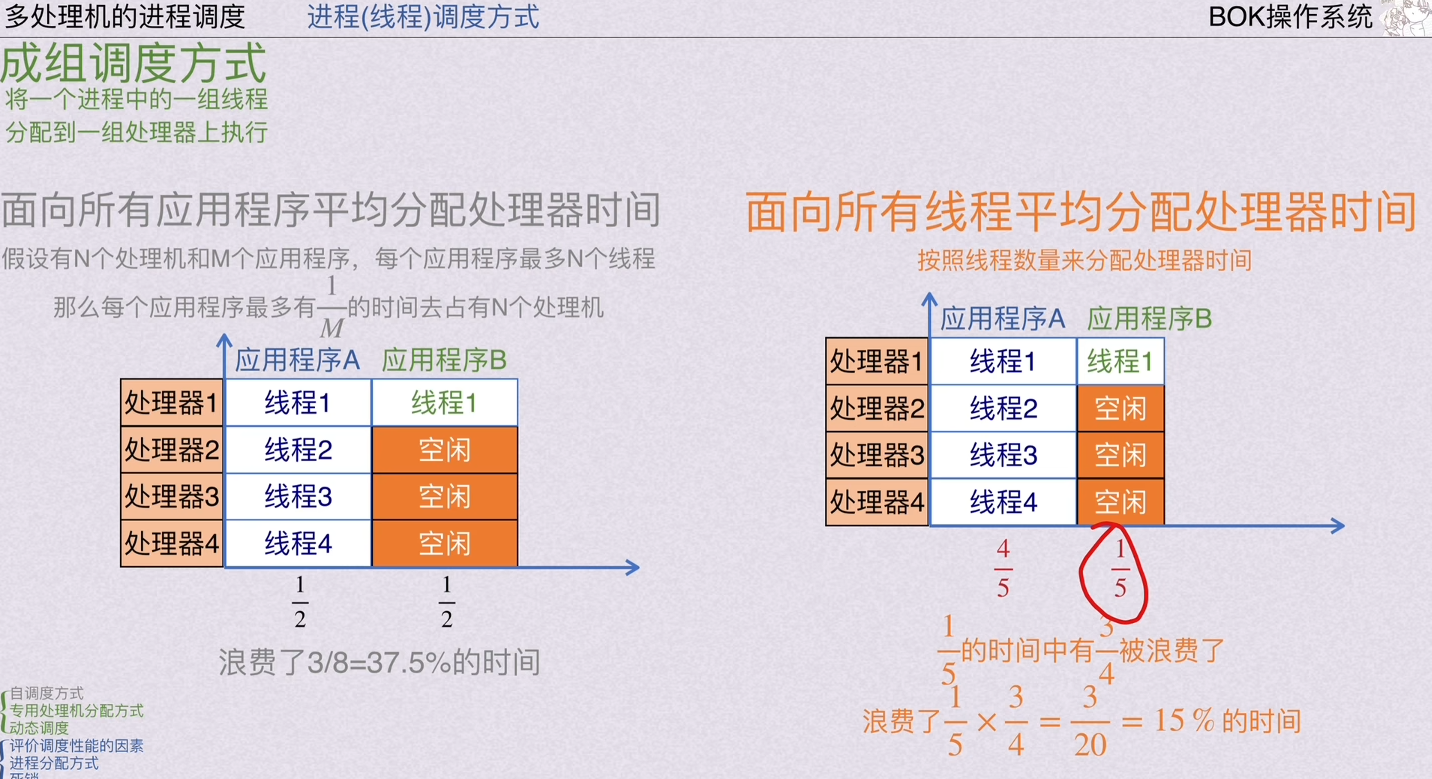 多处理机的进程调度 进程(线程)调度方式 BOK操作系统
成组调度方式
将一个进程中的一组线程
分配到一组处理器上执行
面向所有应用程序平均分配处理器时间
假设有N个处理机和M个应用程序，每个应用程序最多N个线程
那么每个应用程序最多有1/M的时间去占有N个处理机
应用程序A 应用程序B
处理器1 线程1 线程1
处理器2 线程2 空闲
处理器3 线程3 空闲
处理器4 线程4 空闲
1/2 1/2
浪费了3/8=37.5%的时间
面向所有线程平均分配处理器时间
按照线程数量来分配处理器时间
应用程序A 应用程序B
处理器1 线程1 线程1
处理器2 线程2 空闲
处理器3 线程3 空闲
处理器4 线程4 空闲
4/5 1/5
1/5的时间中有3/4被浪费了
浪费了1/5 × 3/4 = 3/20 = 15 % 的时间
自调度方式
专用处理机分配方式
动态调度
评价调度性能的因素
进程分配方式
死锁